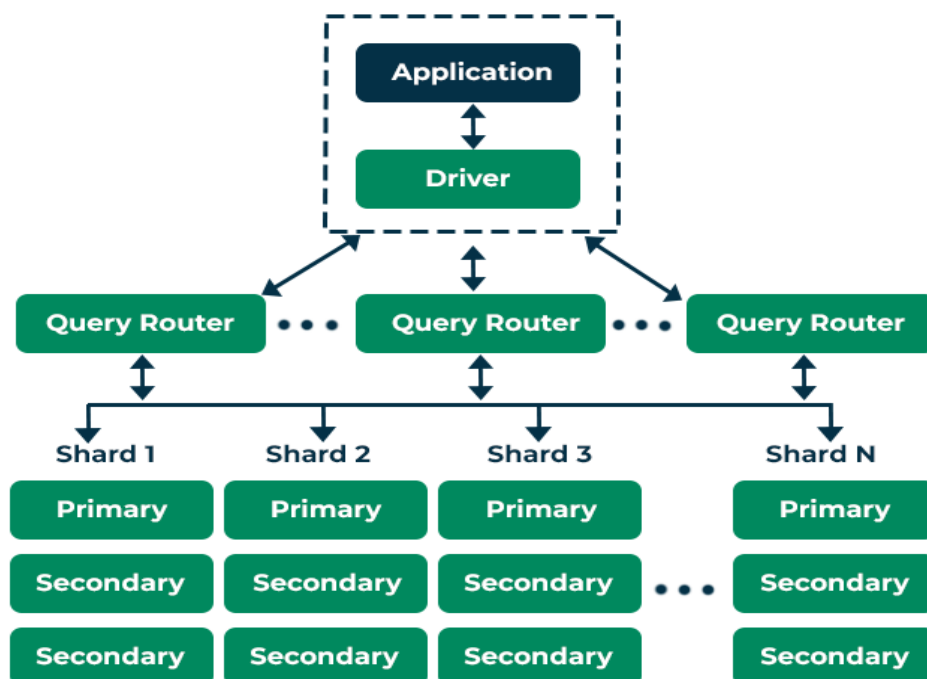 Application
Driver
Query Router Query Router Query Router
Shard 1 Shard 2 Shard 3 Shard N
Primary Primary Primary Primary
Secondary Secondary Secondary Secondary
Secondary Secondary Secondary Secondary